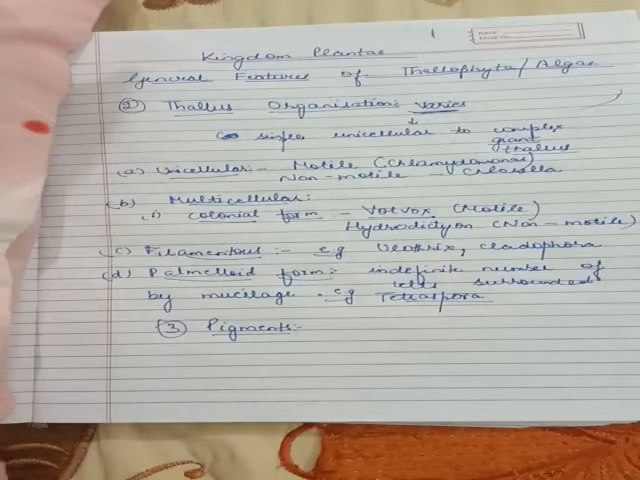 Kingdom Plantae
General Features of Thallophyta/Algae
② Thallus Organisation: varies
↓
simple unicellular to complex
giant
thallus
(a) Unicellular:- Motile (Chlamydomonas)
Non-motile - Chlorella
(b) Multicellular:
(i) colonial form - Volvox (Motile)
Hydrodictyon (Non-motile)
(c) Filamentous:- e.g Ulothrix, cladophora
(d) Palmelloid form: indefinite number of
cells surrounded
by mucilage. e.g Tetraspora
③ Pigments:-